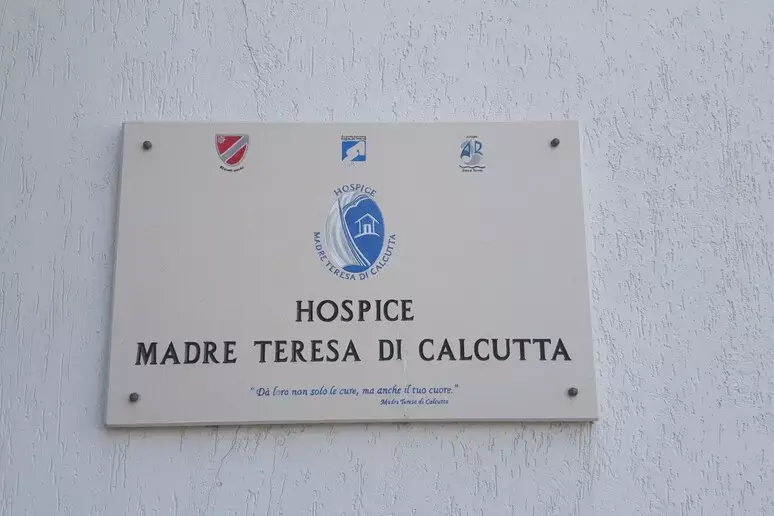 HOSPICE
MADRE TERESA DI CALCUTTA
HOSPICE
MADRE TERESA DI CALCUTTA
"Dà loro non solo le cure, ma anche il tuo cuore."
Madre Teresa di Calcutta